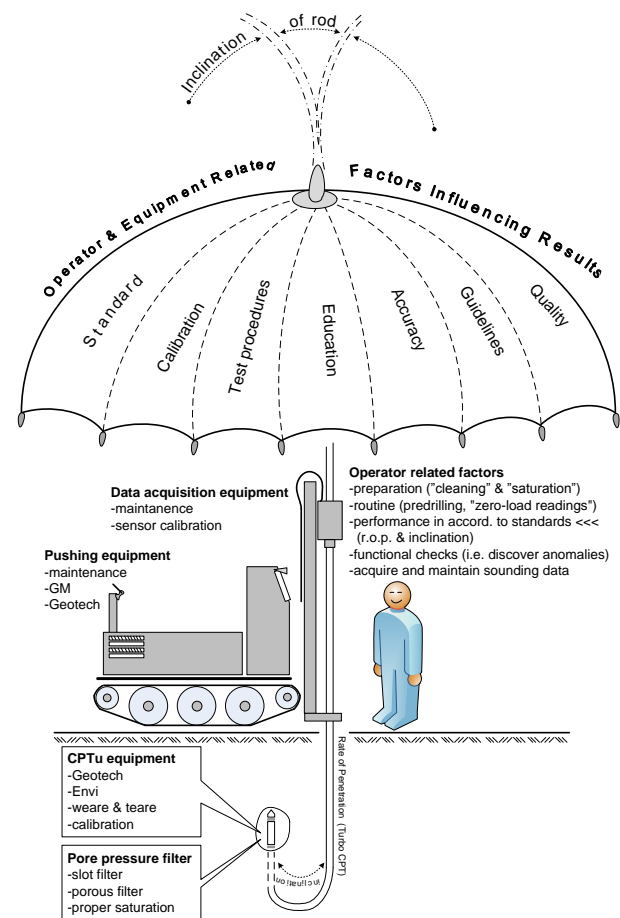 Inclination of rod
Operator & Equipment Related
Factors Influencing Results
Standard
Calibration
Test procedures
Education
Accuracy
Guidelines
Quality
Data acquisition equipment
-maintanence
-sensor calibration
Operator related factors
-preparation ("cleaning" & "saturation")
-routine (predrilling, "zero-load readings")
-performance in accord. to standards <<<
(r.o.p. & inclination)
-functional checks (i.e. discover anomalies)
-acquire and maintain sounding data
Pushing equipment
-maintenance
-GM
-Geotech
CPTu equipment
-Geotech
-Envi
-weare & teare
-calibration
Rate of Penetration (Turbo CPT)
inclination
Pore pressure filter
-slot filter
-porous filter
-proper saturation